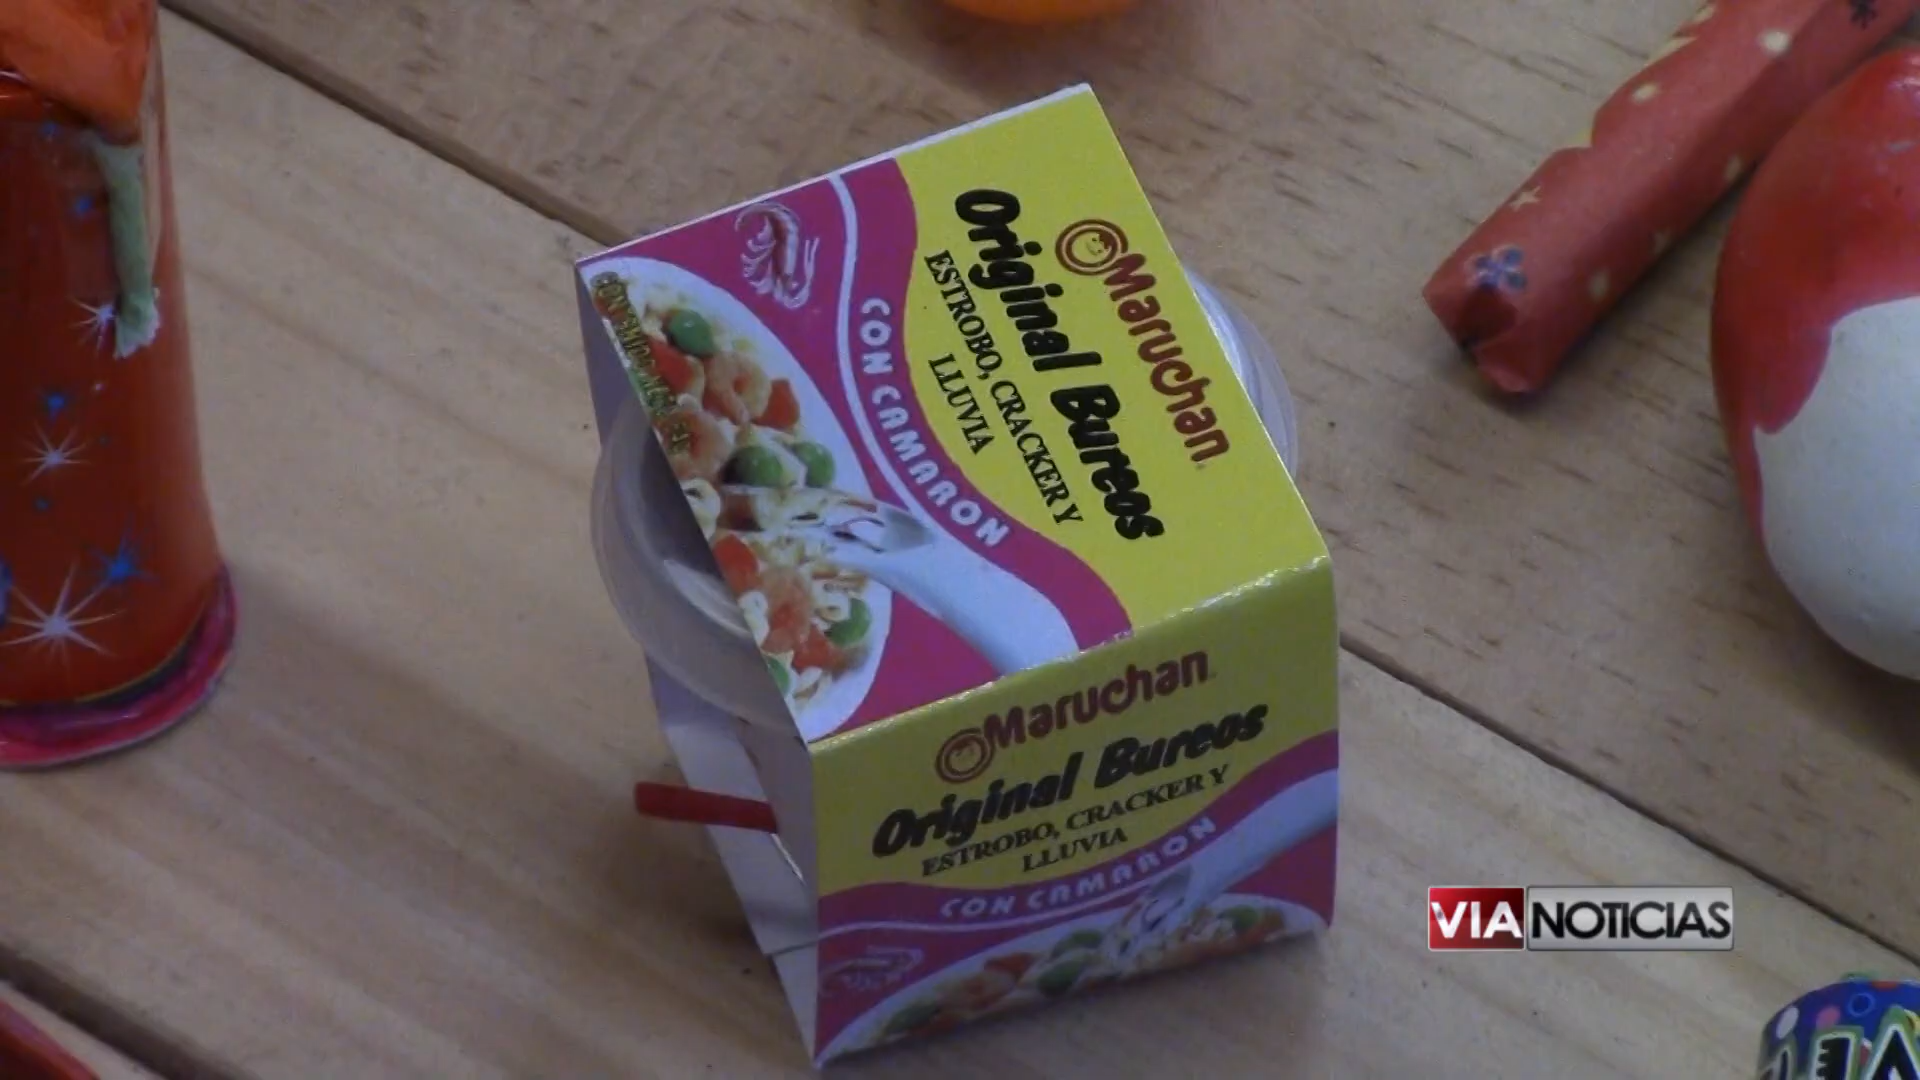 Maruchan
Original Bureos
ESTROBO, CRACKER Y
LLUVIA
CON CAMARON
Maruchan
Original Bureos
ESTROBO, CRACKER Y
LLUVIA
CON CAMARON
VIA NOTICIAS